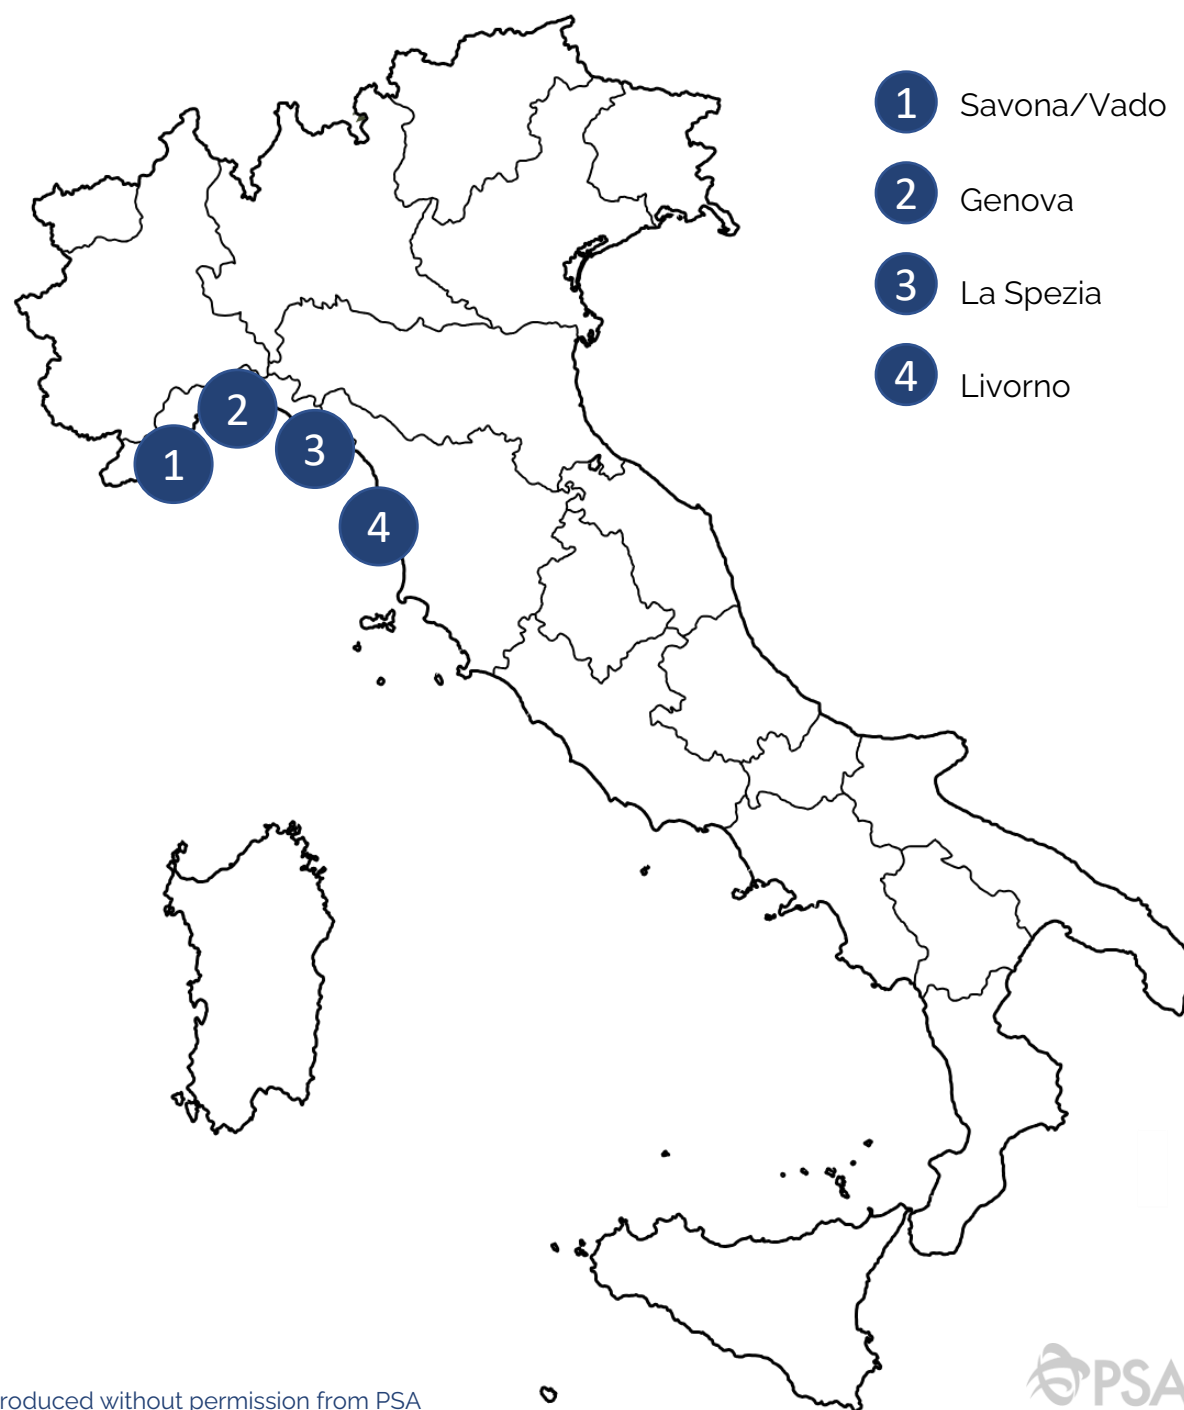 1 Savona/Vado
2 Genova
3 La Spezia
4 Livorno
2
3
1
4
roduced without permission from PSA
PSA